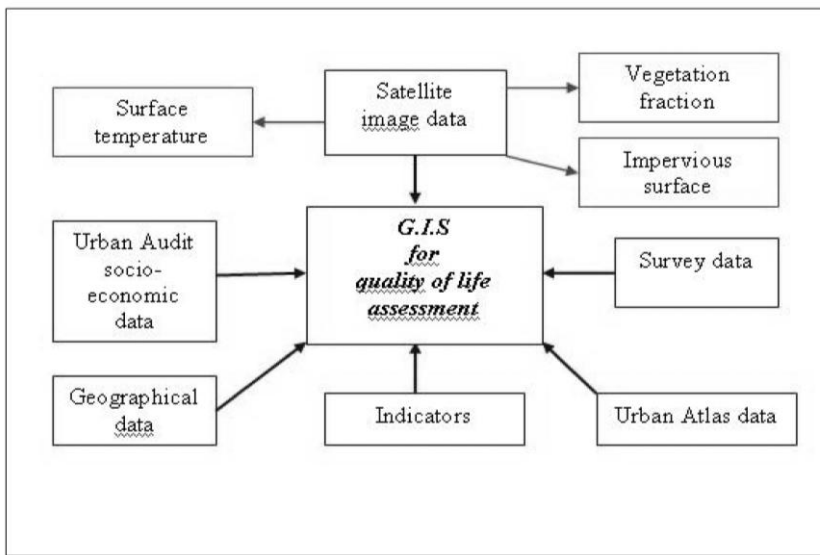 Satellite
image data
Vegetation
fraction
Surface
temperature
Impervious
surface
G.I.S
for
quality of life
assessment
Urban Audit
socio-
economic
data
Survey data
Geographical
data
Indicators
Urban Atlas data